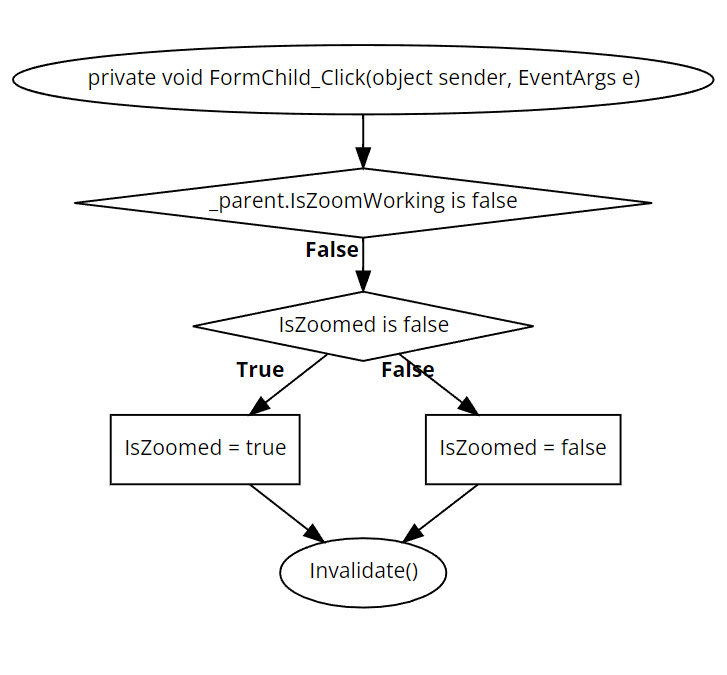 private void FormChild_Click(object sender, EventArgs e)
_parent.IsZoomWorking is false
False
IsZoomed is false
True
False
IsZoomed = true
IsZoomed = false
Invalidate()